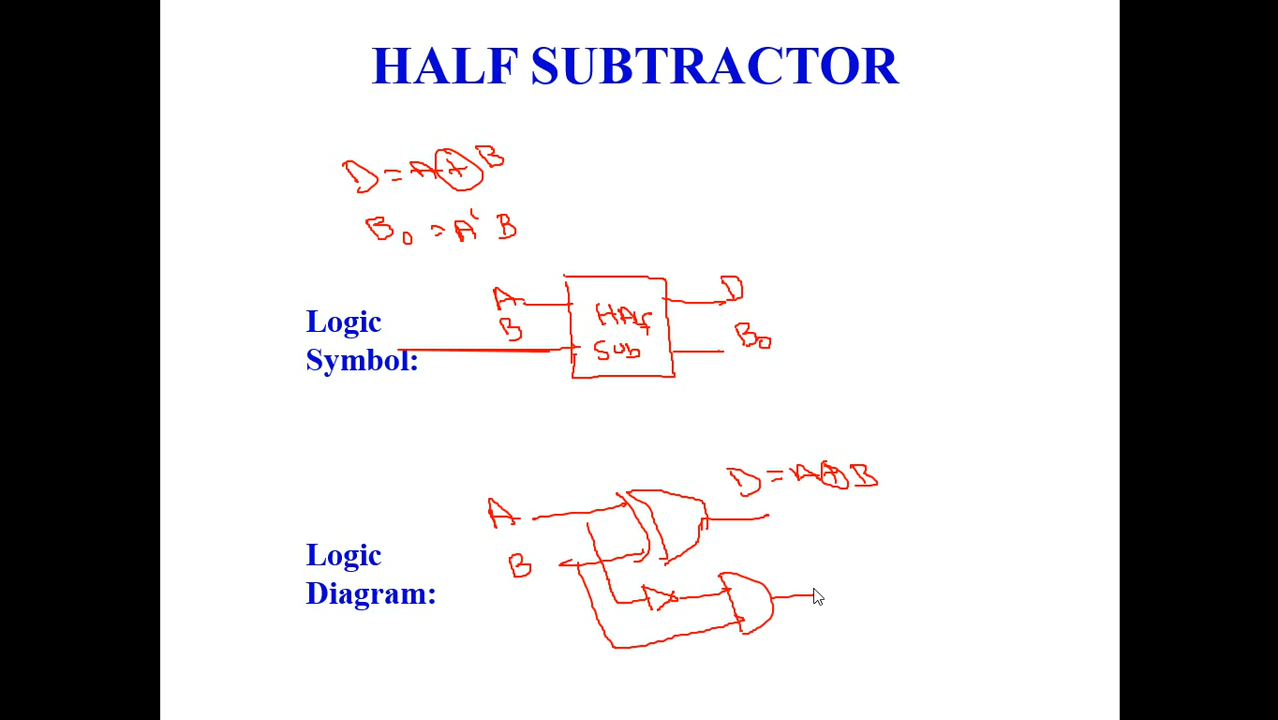 HALF SUBTRACTOR
D = A ⊕ B
B₀ = A' B
A
D
Logic
Symbol:
B
HALf
Sub
B₀
D = A ⊕ B
A
Logic
Diagram:
B